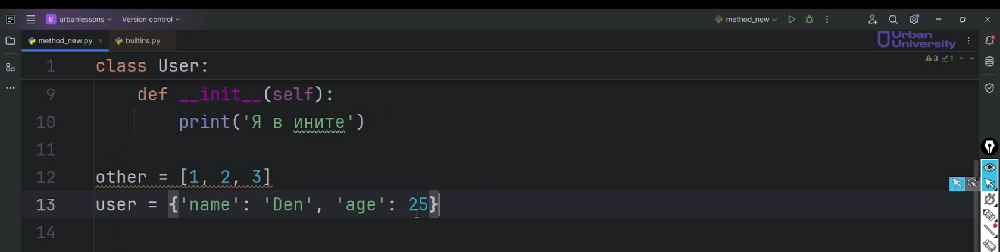 PC U urbanlessons Version control method_new
method_new.py × builtins.py Urban University
1 class User: 3 1
9 def __init__(self):
10 print('Я в ините')
11
12 other = [1, 2, 3]
13 user = {'name': 'Den', 'age': 25}
14